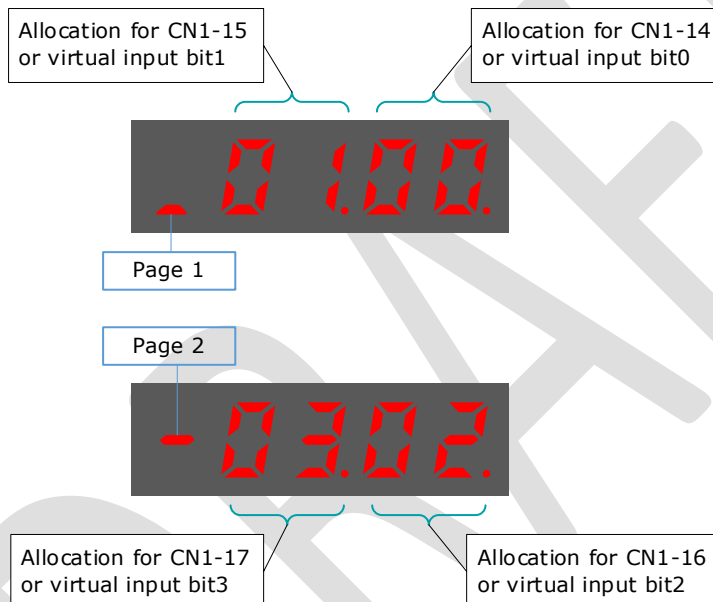 Allocation for CN1-15
or virtual input bit1
Allocation for CN1-14
or virtual input bit0
_01.00.
Page 1
Page 2
-03.02.
Allocation for CN1-17
or virtual input bit3
Allocation for CN1-16
or virtual input bit2
DRAF